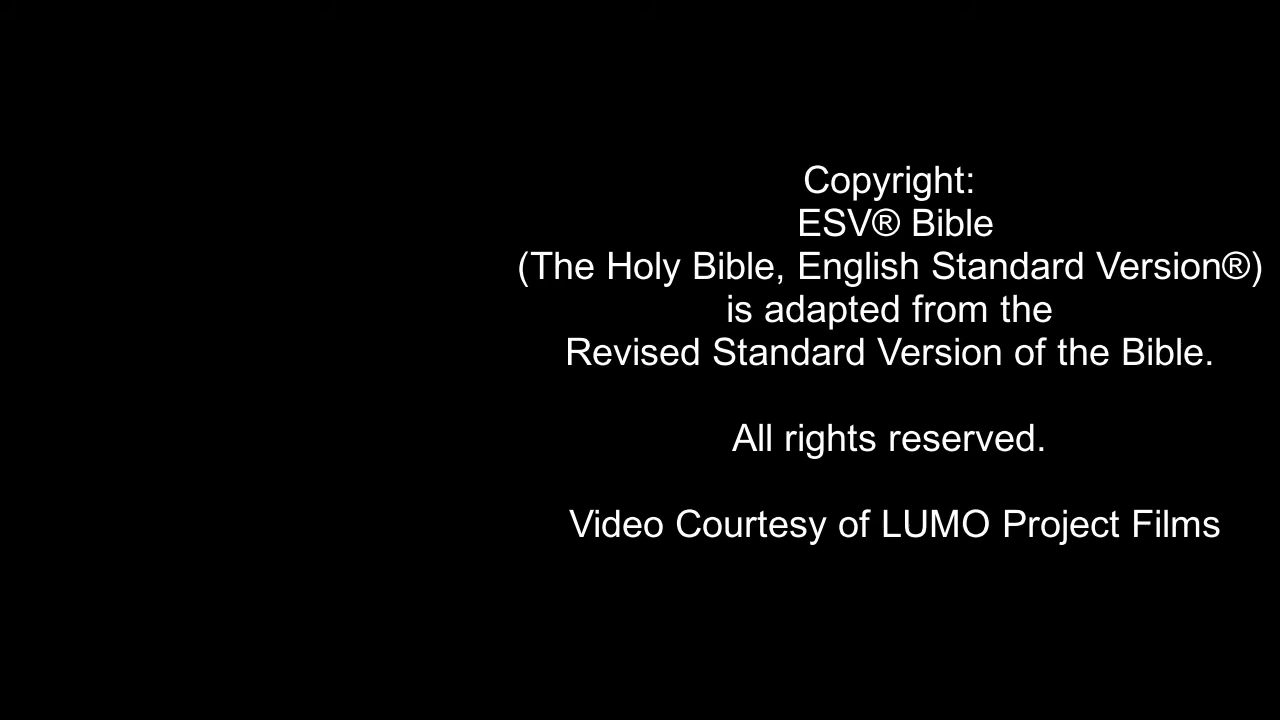 Copyright:
ESV® Bible
(The Holy Bible, English Standard Version®)
is adapted from the
Revised Standard Version of the Bible.
All rights reserved.
Video Courtesy of LUMO Project Films